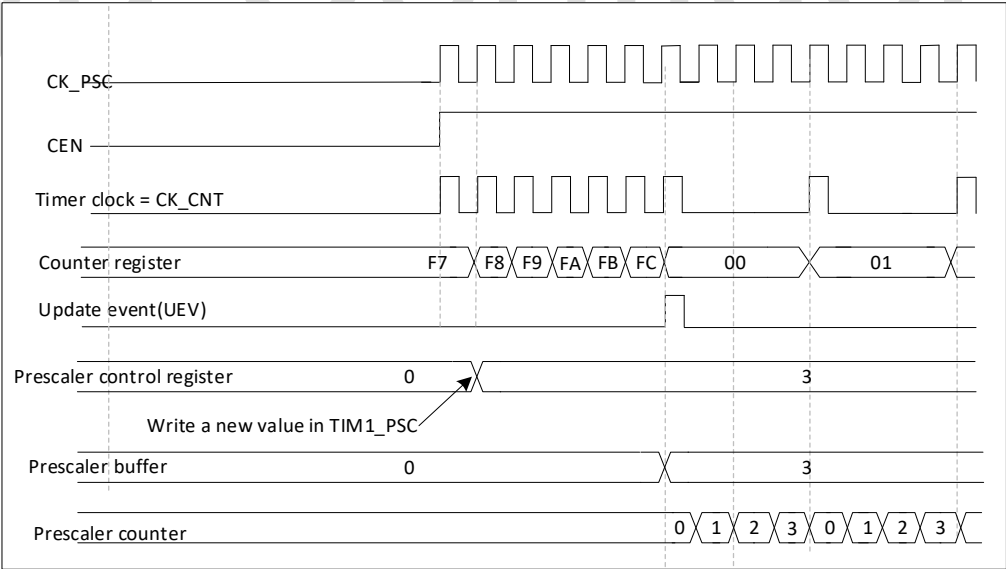 CK_PSC
CEN
Timer clock = CK_CNT
Counter register F7 F8 F9 FA FB FC 00 01
Update event(UEV)
Prescaler control register 0 3
Write a new value in TIM1_PSC
Prescaler buffer 0 3
Prescaler counter 0 1 2 3 0 1 2 3